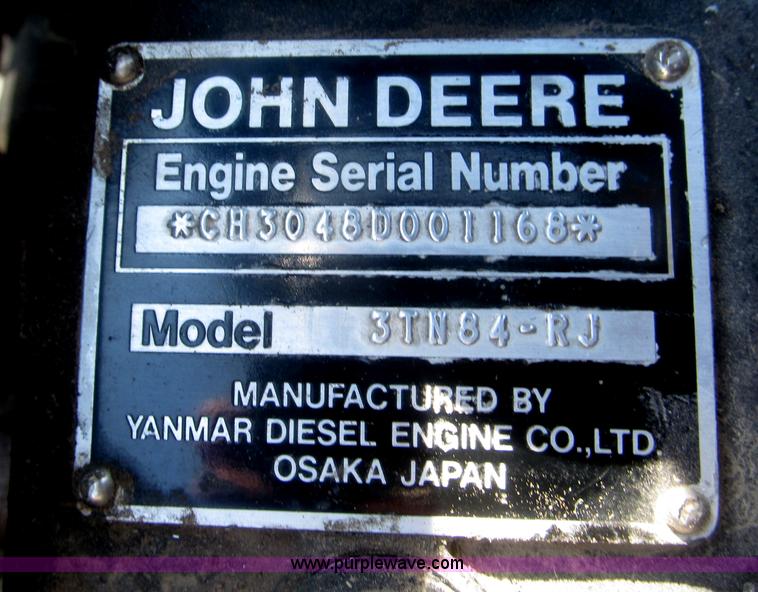 JOHN DEERE
Engine Serial Number
*CH3048D001168*
Model 3TN84-RJ
MANUFACTURED BY
YANMAR DIESEL ENGINE CO.,LTD.
OSAKA JAPAN
www.purplewave.com